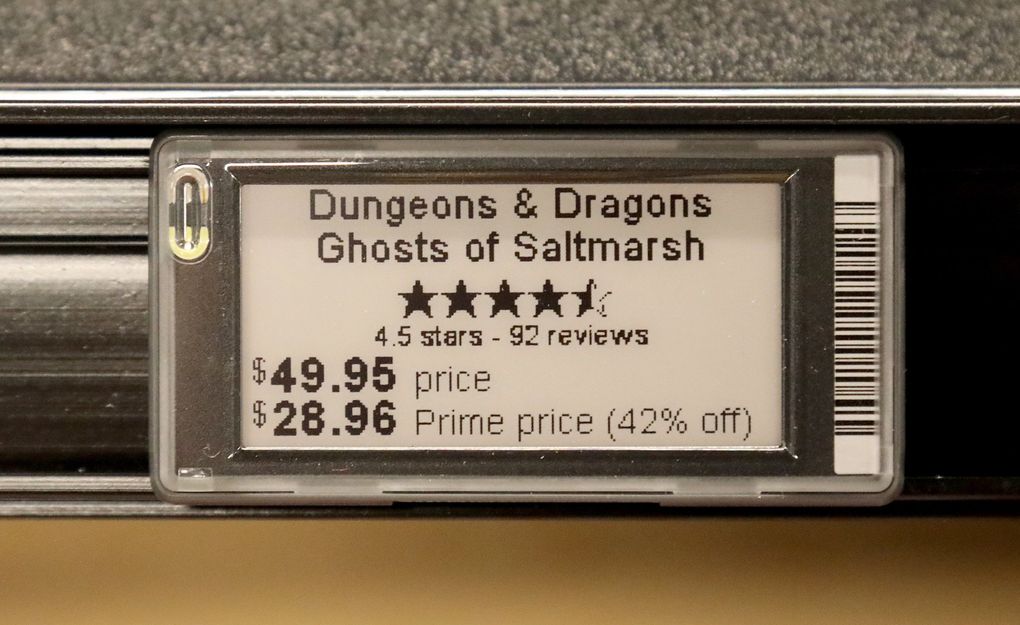 Dungeons & Dragons
Ghosts of Saltmarsh
4.5 stars - 92 reviews
$49.95 price
$28.96 Prime price (42% off)